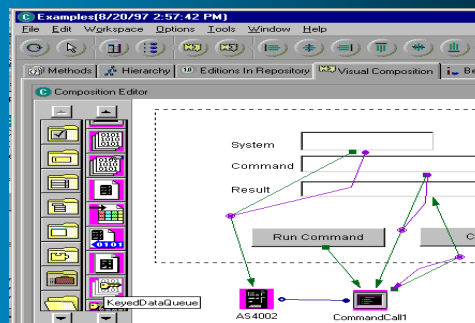 Examples(8/20/97 2:57:42 PM)
File Edit Workspace Options Tools Window Help
Methods Hierarchy Editions In Repository Visual Composition Be
Composition Editor
System
Command
Result
Run Command C
KeyedDataQueue
AS4002 CommandCall1